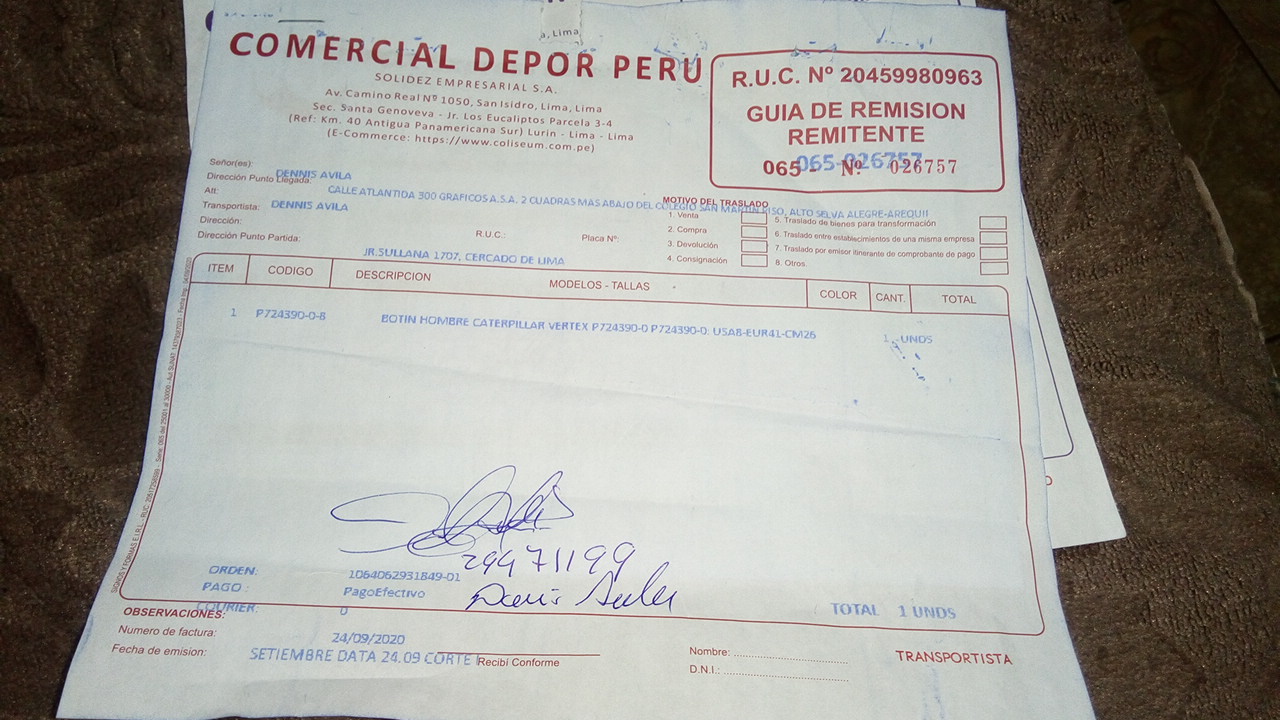 a, Lima
COMERCIAL DEPOR PERU
SOLIDEZ EMPRESARIAL S.A.
Av. Camino Real Nº 1050, San Isidro, Lima, Lima
Sec. Santa Genoveva - Jr. Los Eucaliptos Parcela 3-4
(Ref: Km. 40 Antigua Panamericana Sur) Lurin - Lima - Lima
(E-Commerce: https://www.coliseum.com.pe)
R.U.C. Nº 20459980963
GUIA DE REMISION
REMITENTE
065-026757
065 - Nº 026757
Señor(es): DENNIS AVILA
Dirección Punto Llegada: CALLE ATLANTIDA 300 GRAFICOS A.S.A. 2 CUADRAS MAS ABAJO DEL COLEGIO SAN MARTIN PISO, ALTO SELVA ALEGRE-AREQUII
Att: DENNIS AVILA
Transportista:
Dirección: R.U.C.: Placa Nº:
Dirección Punto Partida: JR.SULLANA 1707, CERCADO DE LIMA
MOTIVO DEL TRASLADO
1. Venta
2. Compra
3. Devolución
4. Consignación
5. Traslado de bienes para transformación
6. Traslado entre establecimientos de una misma empresa
7. Traslado por emisor itinerante de comprobante de pago
8. Otros.
ITEM CODIGO DESCRIPCION MODELOS - TALLAS COLOR CANT. TOTAL
1 P724390-0-8 BOTIN HOMBRE CATERPILLAR VERTEX P724390-0 P724390-0: USA8-EUR41-CM26 1 UNDS
29471199
ORDEN: 1064062931849-01
PAGO : PagoEfectivo
COURIER: 0
TOTAL 1 UNDS
OBSERVACIONES:
Numero de factura: 24/09/2020
Fecha de emision: SETIEMBRE DATA 24.09 CORTE
Recibí Conforme
Nombre:
D.N.I.:
TRANSPORTISTA